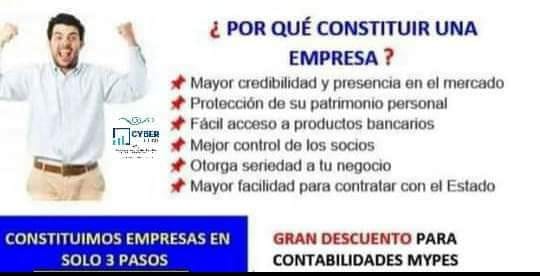 ¿ POR QUÉ CONSTITUIR UNA
EMPRESA ?
Mayor credibilidad y presencia en el mercado
Protección de su patrimonio personal
Fácil acceso a productos bancarios
Mejor control de los socios
Otorga seriedad a tu negocio
Mayor facilidad para contratar con el Estado
CYBER
CONSTITUIMOS EMPRESAS EN
SOLO 3 PASOS
GRAN DESCUENTO PARA
CONTABILIDADES MYPES